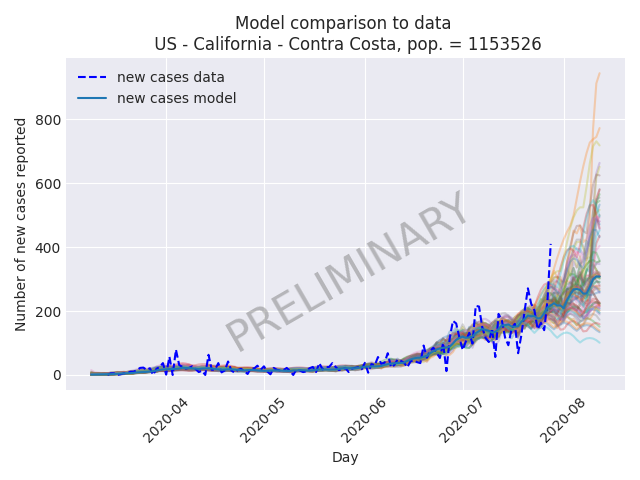 Model comparison to data
US - California - Contra Costa, pop. = 1153526
new cases data
new cases model
Number of new cases reported
800
600
400
200
0
PRELIMINARY
2020-04
2020-05
2020-06
2020-07
2020-08
Day